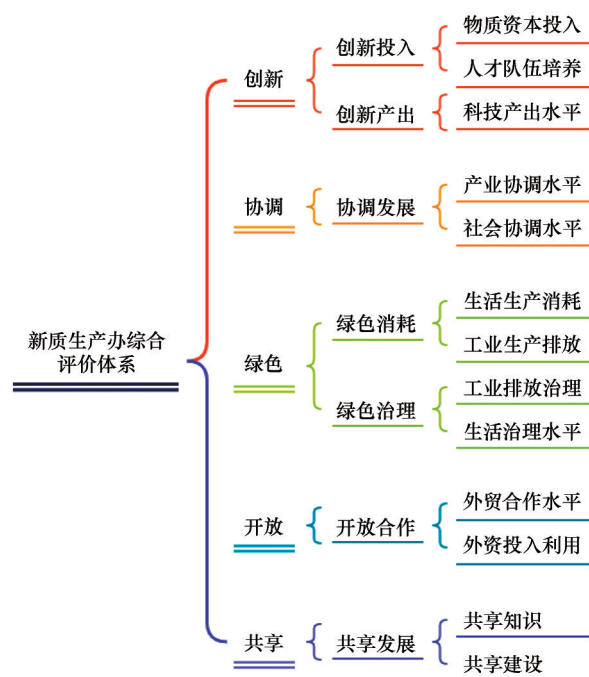 新质生产办综合
评价体系
创新
创新投入
物质资本投入
人才队伍培养
创新产出
科技产出水平
协调
协调发展
产业协调水平
社会协调水平
绿色
绿色消耗
生活生产消耗
工业生产排放
绿色治理
工业排放治理
生活治理水平
开放
开放合作
外贸合作水平
外资投入利用
共享
共享发展
共享知识
共享建设